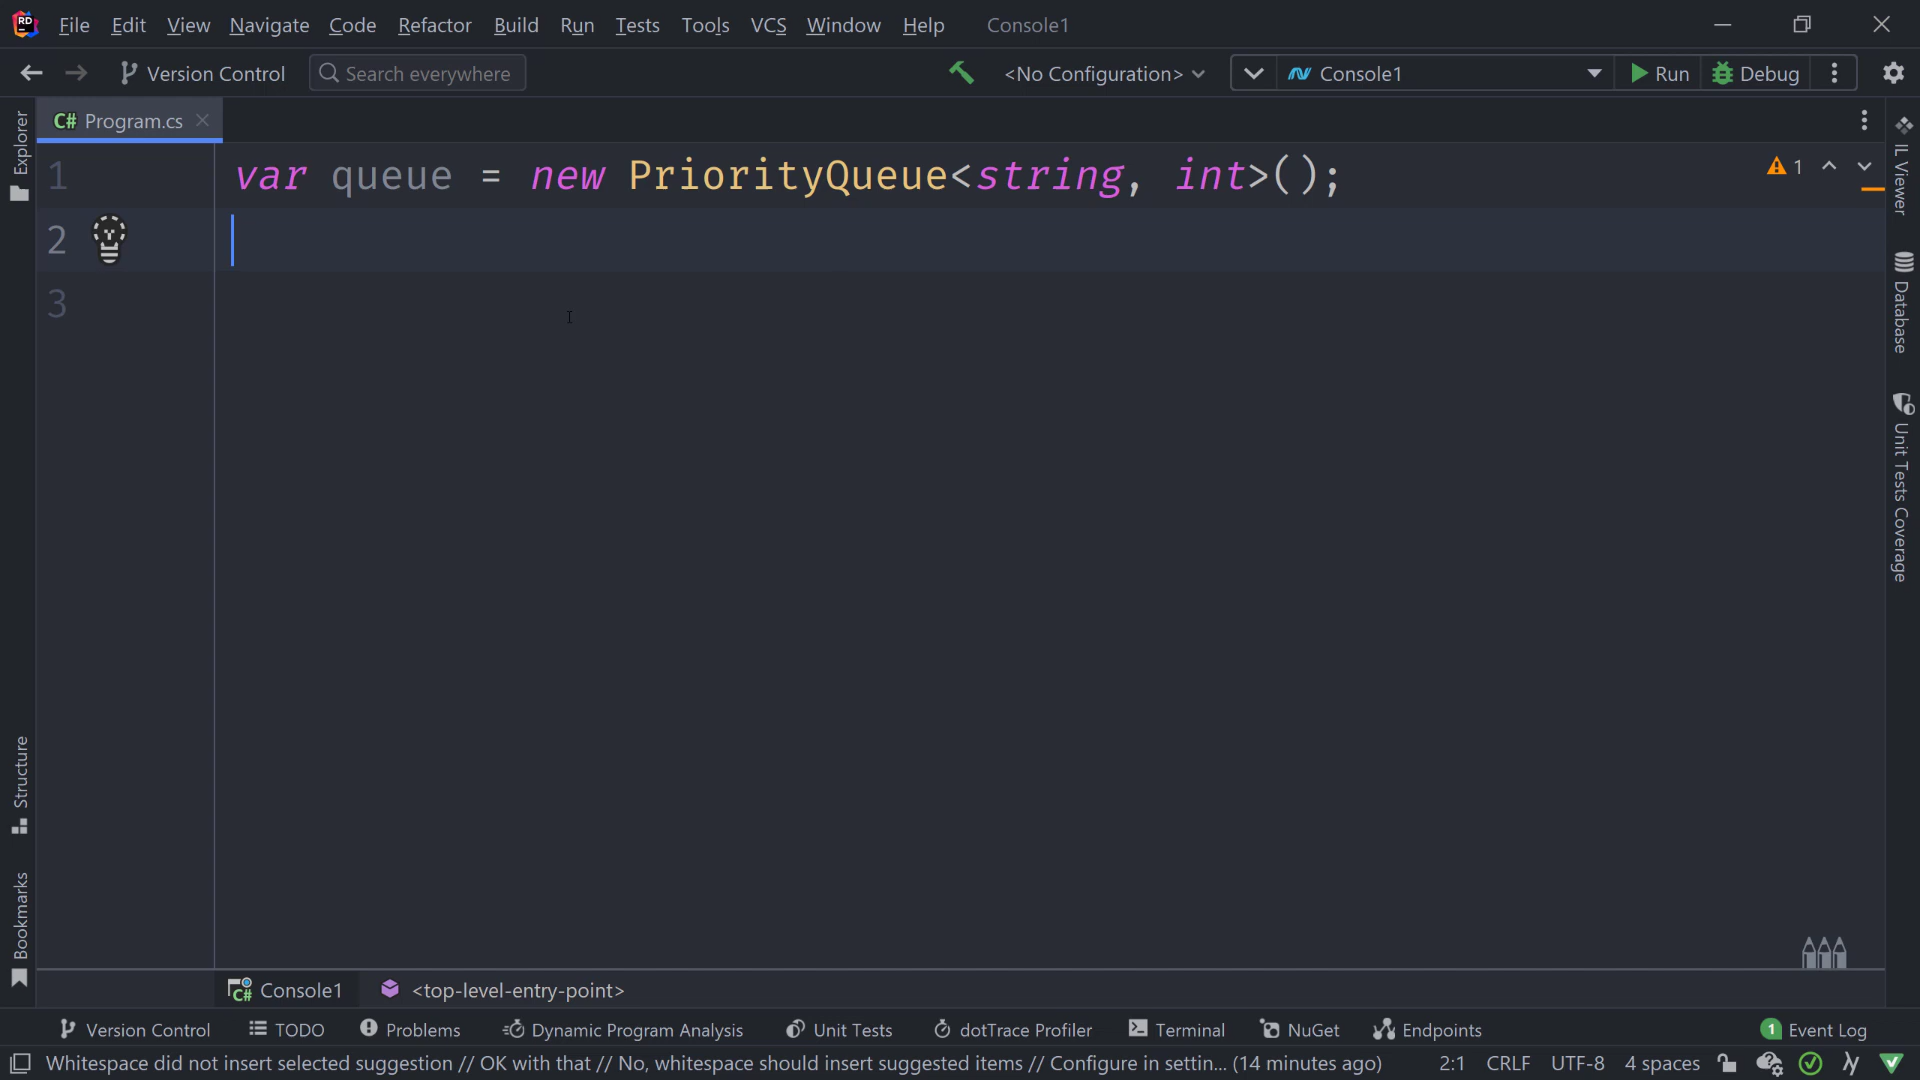 RD File Edit View Navigate Code Refactor Build Run Tests Tools VCS Window Help Console1
Version Control Search everywhere <No Configuration> Console1 Run Debug
C# Program.cs
1 var queue = new PriorityQueue<string, int>();
1
2
3
Explorer
Structure
Bookmarks
IL Viewer
Database
Unit Tests Coverage
C# Console1 <top-level-entry-point>
Version Control TODO Problems Dynamic Program Analysis Unit Tests dotTrace Profiler Terminal NuGet Endpoints 1 Event Log
Whitespace did not insert selected suggestion // OK with that // No, whitespace should insert suggested items // Configure in settin... (14 minutes ago) 2:1 CRLF UTF-8 4 spaces